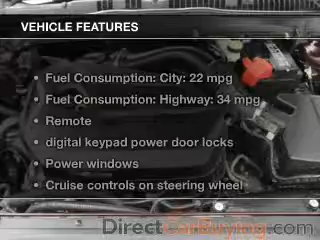 VEHICLE FEATURES
• Fuel Consumption: City: 22 mpg
• Fuel Consumption: Highway: 34 mpg
• Remote
• digital keypad power door locks
• Power windows
• Cruise controls on steering wheel
DirectCarBuying.com